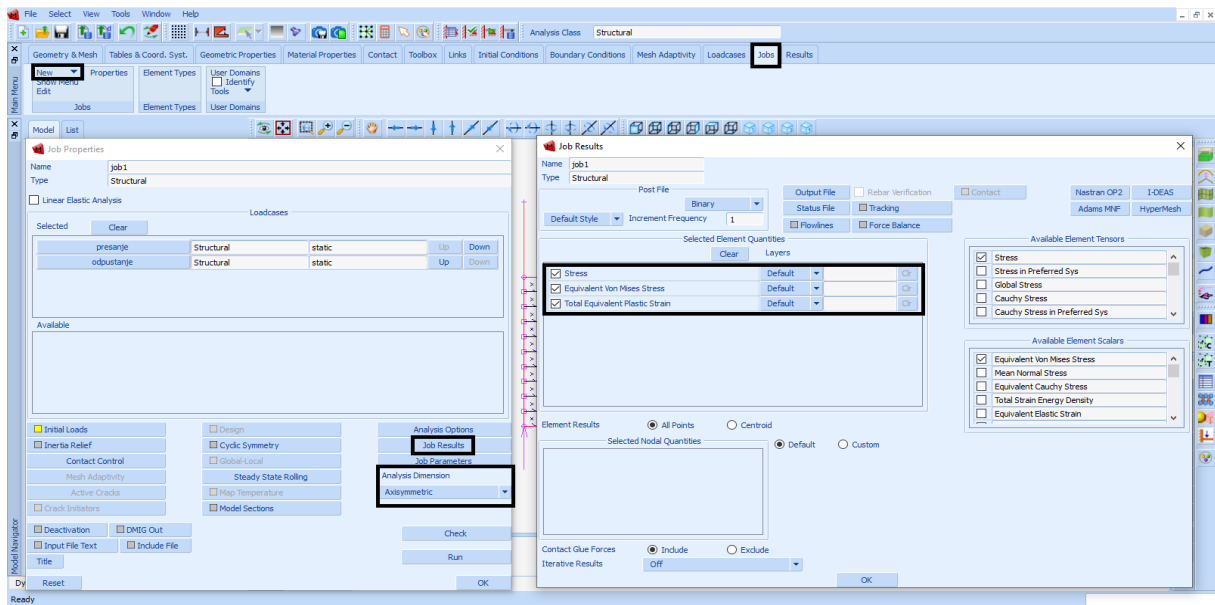 File Select View Tools Window Help
Analysis Class Structural
Geometry & Mesh Tables & Coord. Syst. Geometric Properties Material Properties Contact Toolbox Links Initial Conditions Boundary Conditions Mesh Adaptivity Loadcases Jobs Results
New Properties Element Types User Domains
Show Menu Identify
Edit Tools
Jobs Element Types User Domains
Main Menu
Model List
Job Properties
Name job1
Type Structural
Linear Elastic Analysis
Loadcases
Selected Clear
presanje Structural static Up Down
odpustanje Structural static Up Down
Available
Initial Loads Design Analysis Options
Inertia Relief Cyclic Symmetry Job Results
Contact Control Global-Local Job Parameters
Mesh Adaptivity Steady State Rolling Analysis Dimension
Active Cracks Map Temperature Axisymmetric
Crack Initiators Model Sections
Deactivation DMIG Out Check
Input File Text Include File
Title Run
Reset OK
Model Navigator
Dy
Ready
Job Results
Name job1
Type Structural
Post File
Binary
Default Style Increment Frequency 1
Output File Rebar Verification Contact Nastran OP2 I-DEAS
Status File Tracking Adams MNF HyperMesh
Flowlines Force Balance
Selected Element Quantities
Clear Layers
Stress Default Clr
Equivalent Von Mises Stress Default Clr
Total Equivalent Plastic Strain Default Clr
Available Element Tensors
Stress
Stress in Preferred Sys
Global Stress
Cauchy Stress
Cauchy Stress in Preferred Sys
Available Element Scalars
Equivalent Von Mises Stress
Mean Normal Stress
Equivalent Cauchy Stress
Total Strain Energy Density
Equivalent Elastic Strain
Element Results All Points Centroid
Selected Nodal Quantities Default Custom
Contact Glue Forces Include Exclude
Iterative Results Off
OK